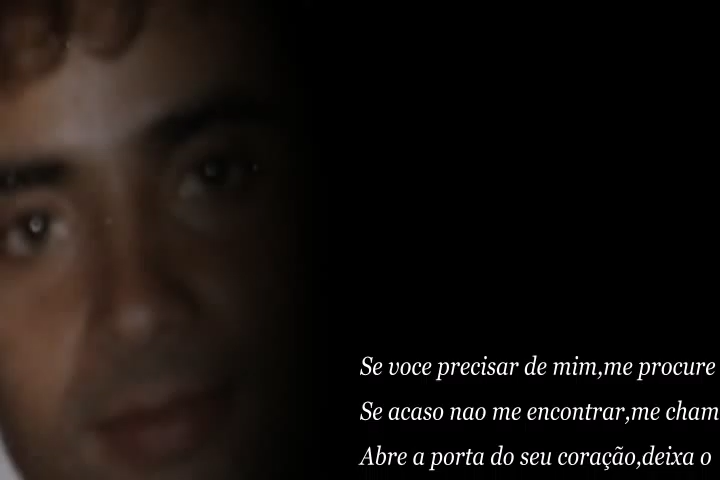 Se voce precisar de mim,me procure
Se acaso nao me encontrar,me cham
Abre a porta do seu coração,deixa o